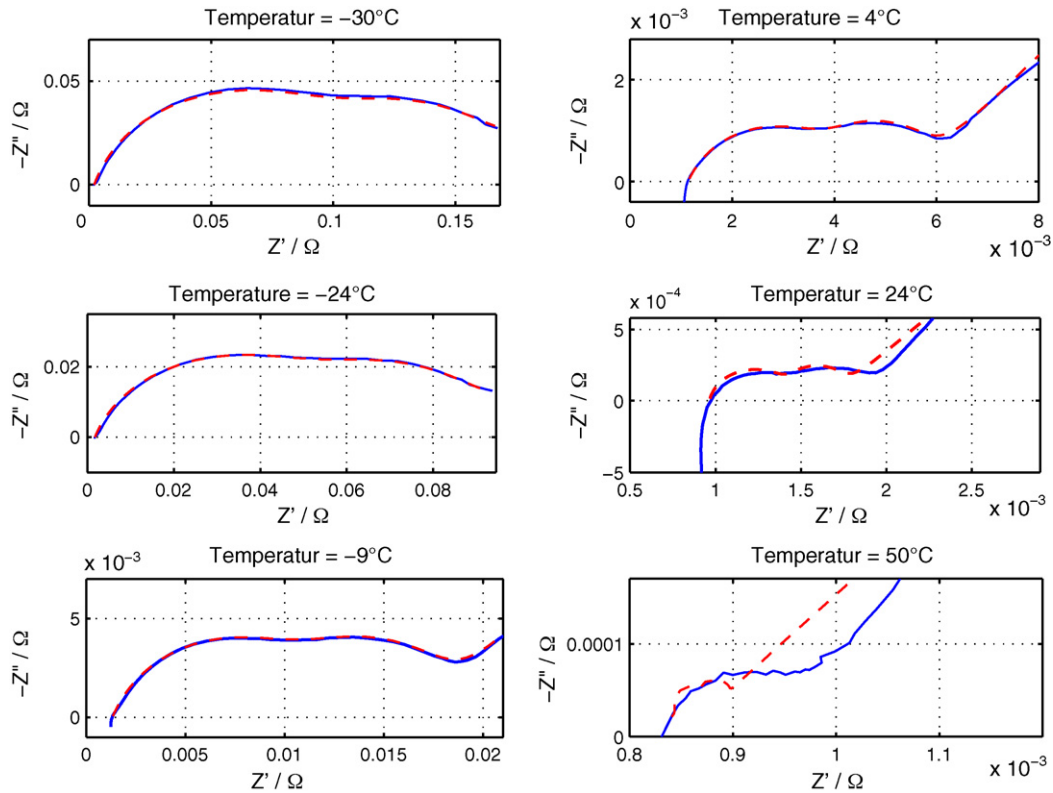 Temperatur = −30°C
0.05
0
−Z'' / Ω
0 0.05 0.1 0.15
Z' / Ω
Temperature = 4°C
x 10⁻³
2
1
0
−Z'' / Ω
0 2 4 6 8
Z' / Ω
x 10⁻³
Temperature = −24°C
0.02
0
−Z'' / Ω
0 0.02 0.04 0.06 0.08
Z' / Ω
Temperatur = 24°C
x 10⁻⁴
5
0
−5
−Z'' / Ω
0.5 1 1.5 2 2.5
Z' / Ω
x 10⁻³
Temperatur = −9°C
x 10⁻³
5
0
−Z'' / Ω
0 0.005 0.01 0.015 0.02
Z' / Ω
Temperatur = 50°C
0.0001
0
−Z'' / Ω
0.8 0.9 1 1.1
Z' / Ω
x 10⁻³